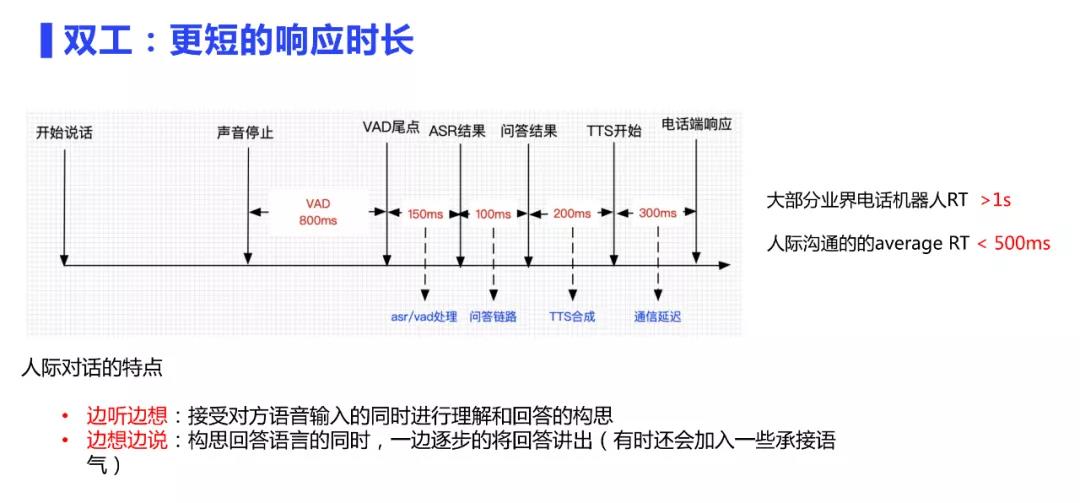 双工：更短的响应时长
开始说话
声音停止
VAD尾点
ASR结果
问答结果
TTS开始
电话端响应
VAD
800ms
150ms
100ms
200ms
300ms
asr/vad处理
问答链路
TTS合成
通信延迟
大部分业界电话机器人RT >1s
人际沟通的的average RT < 500ms
人际对话的特点
• 边听边想：接受对方语音输入的同时进行理解和回答的构思
• 边想边说：构思回答语言的同时，一边逐步的将回答讲出（有时还会加入一些承接语
气）